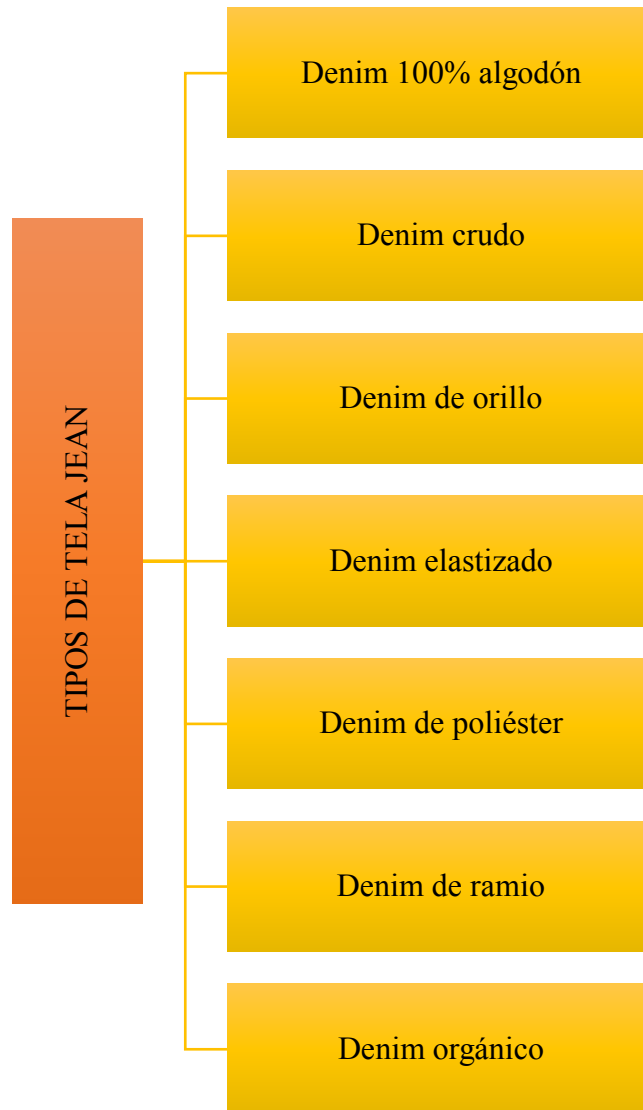 TIPOS DE TELA JEAN
Denim 100% algodón
Denim crudo
Denim de orillo
Denim elastizado
Denim de poliéster
Denim de ramio
Denim orgánico